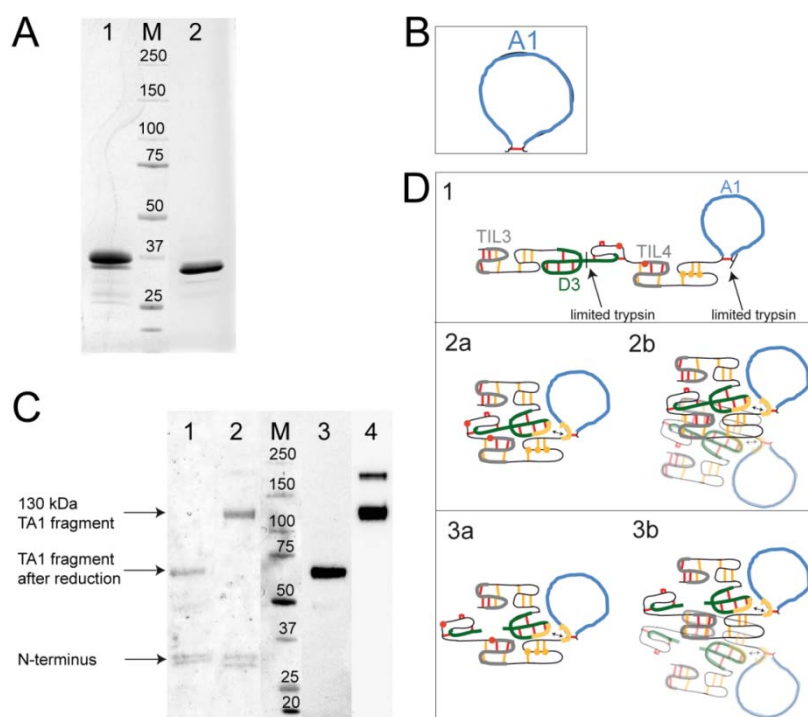 A
1 M 2
250
150
100
75
50
37
25
B
A1
C
1 2 M 3 4
250
150
100
75
50
37
25
20
130 kDa
TA1 fragment
TA1 fragment
after reduction
N-terminus
D
1
A1
TIL3
D3
TIL4
limited trypsin
limited trypsin
2a
2b
3a
3b